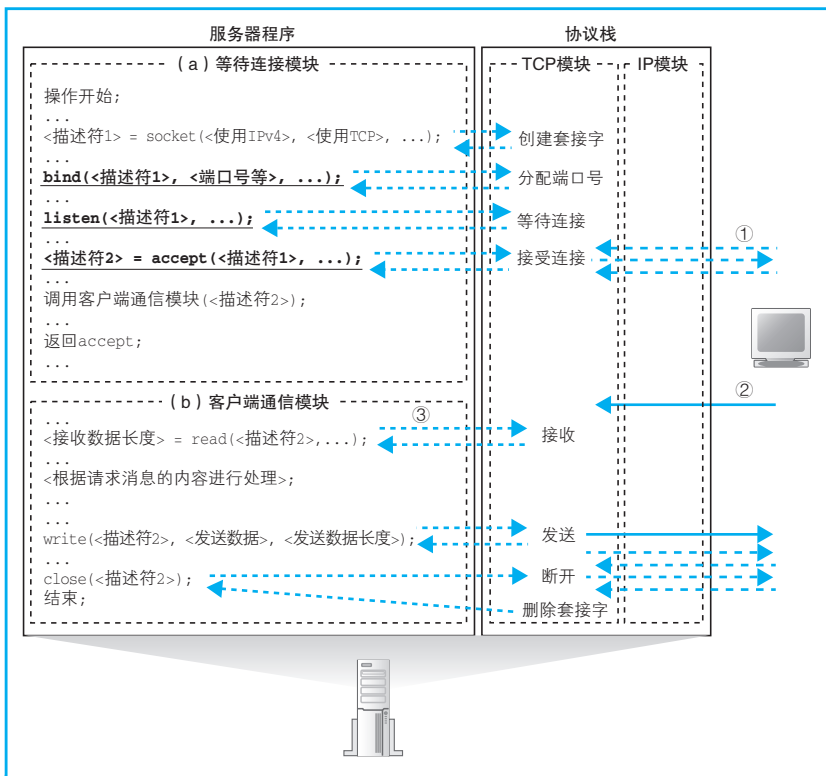 服务器程序
协议栈
(a)等待连接模块
TCP模块
IP模块
操作开始;
...
<描述符1> = socket(<使用IPv4>, <使用TCP>, ...);
创建套接字
...
bind(<描述符1>, <端口号等>, ...);
分配端口号
...
listen(<描述符1>, ...);
等待连接
...
①
<描述符2> = accept(<描述符1>, ...);
接受连接
...
调用客户端通信模块(<描述符2>);
...
返回accept;
...
②
(b)客户端通信模块
...
③
<接收数据长度> = read(<描述符2>,...);
接收
...
<根据请求消息的内容进行处理>;
...
...
write(<描述符2>, <发送数据>, <发送数据长度>);
发送
...
close(<描述符2>);
断开
结束;
删除套接字